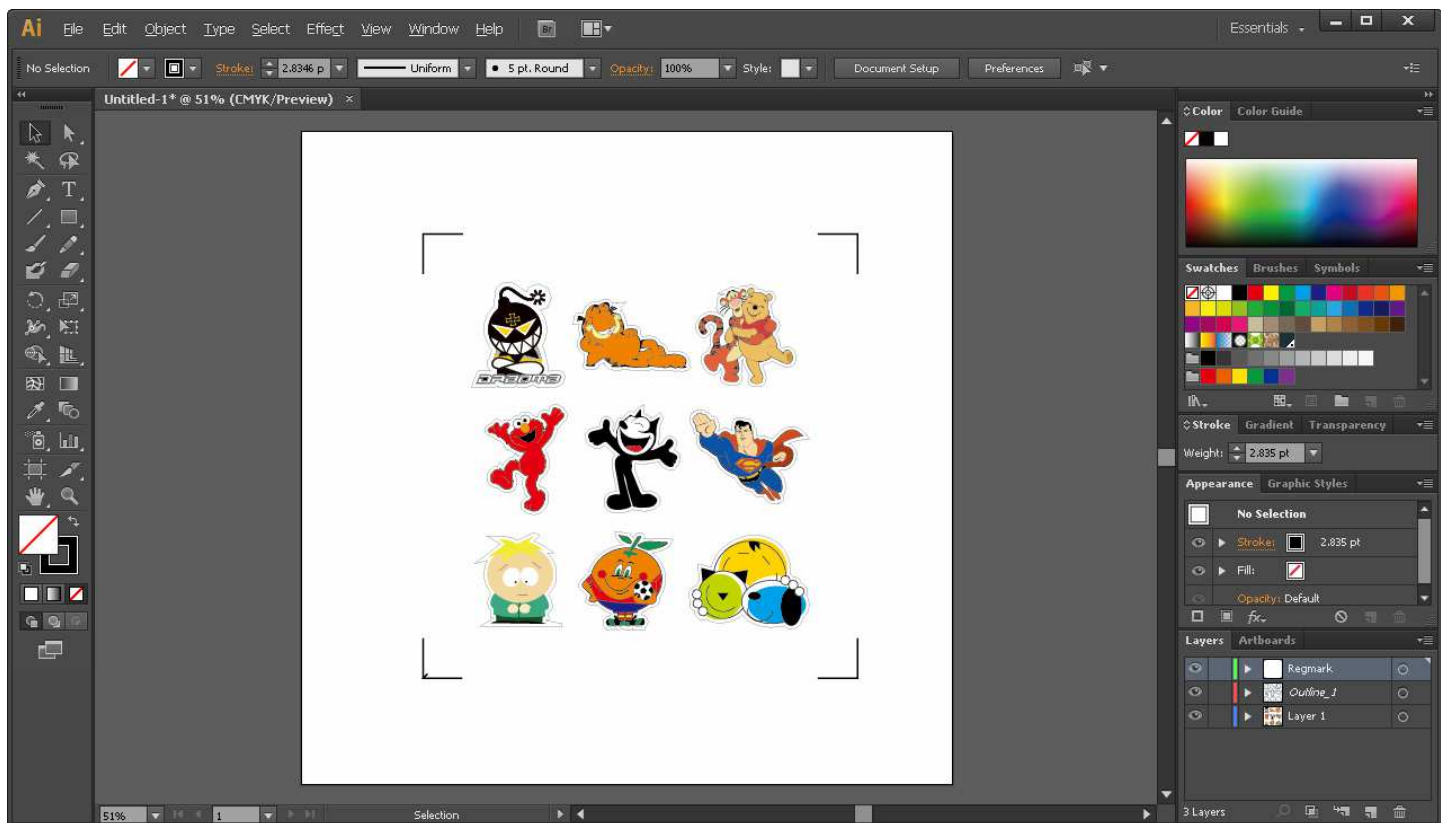 Ai File Edit Object Type Select Effect View Window Help Br Essentials
No Selection Stroke: 2.8346 p Uniform 5 pt. Round Opacity: 100% Style: Document Setup Preferences
Untitled-1* @ 51% (CMYK/Preview) ×
Color Color Guide
Swatches Brushes Symbols
Stroke Gradient Transparency
Weight: 2.835 pt
Appearance Graphic Styles
No Selection
Stroke: 2.835 pt
Fill:
Opacity: Default
fx
Layers Artboards
Regmark
Outline_1
Layer 1
3 Layers
51% 1 Selection